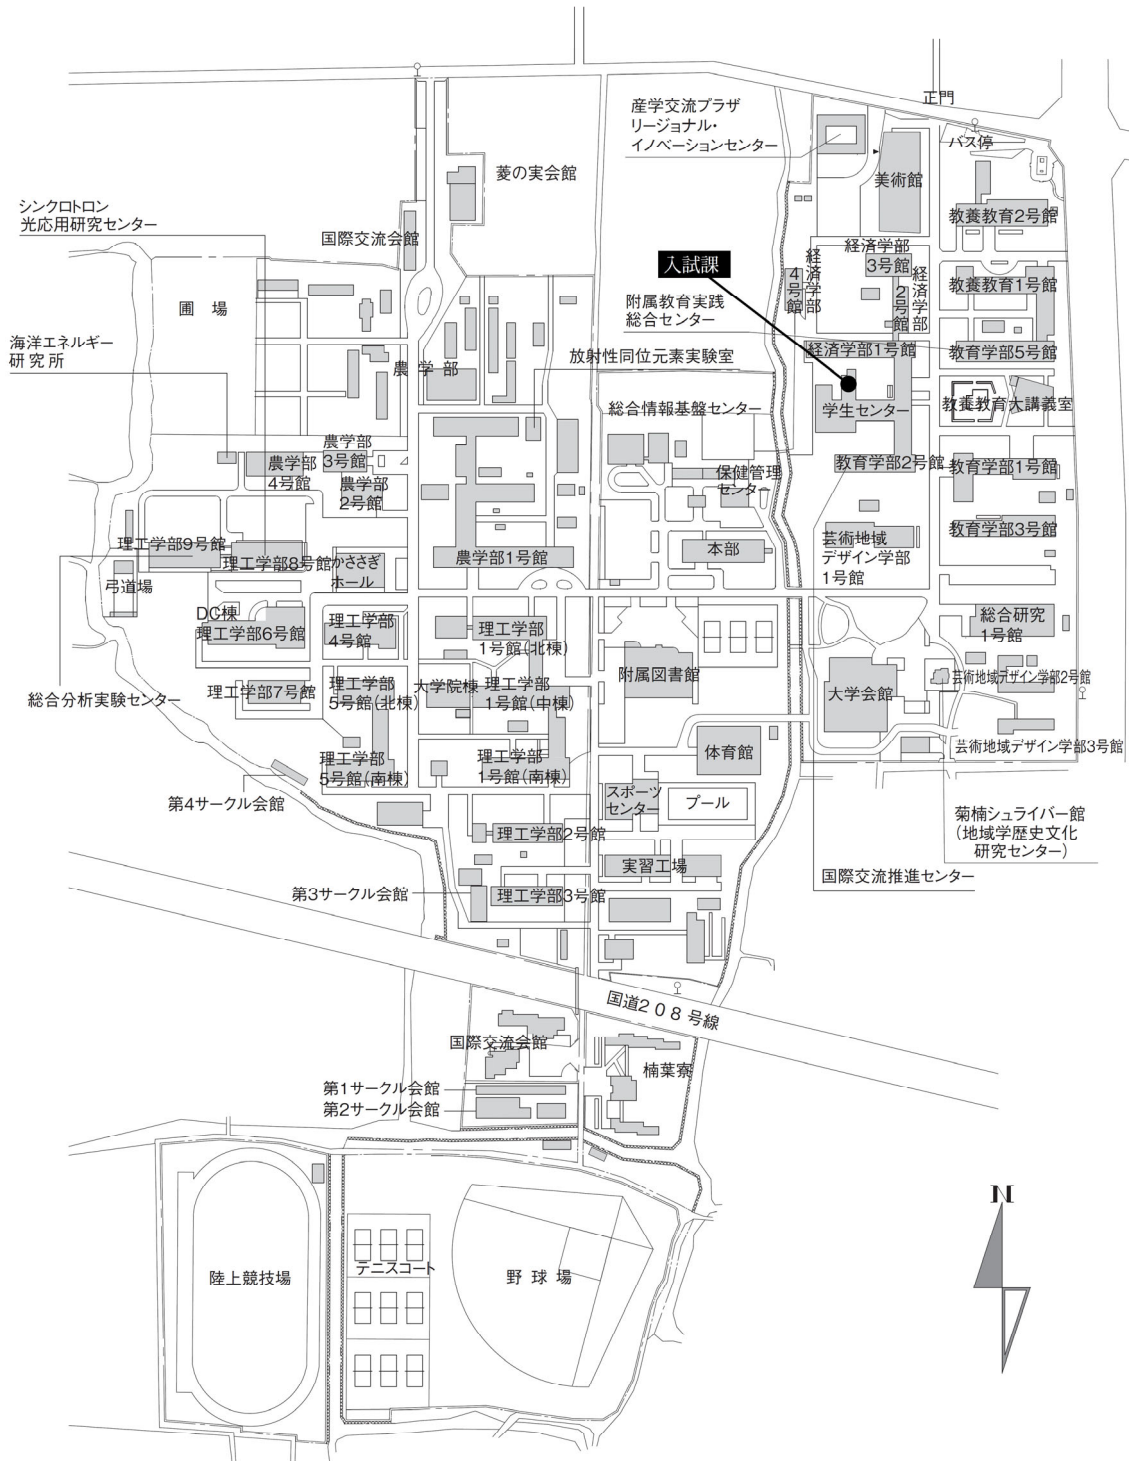 正門
産学交流プラザ
リージョナル・
イノベーションセンター
バス停
菱の実会館
美術館
シンクロトロン
光応用研究センター
教養教育2号館
国際交流会館
経済学部
3号館
入試課
経済学部
4号館
経済学部
2号館
教養教育1号館
圃場
附属教育実践
総合センター
海洋エネルギー
研究所
経済学部1号館
教育学部5号館
放射性同位元素実験室
農学部
総合情報基盤センター
学生センター
教養教育大講義室
農学部
3号館
農学部
4号館
農学部
2号館
保健管理
センター
教育学部2号館
教育学部1号館
理工学部9号館
教育学部3号館
本部
芸術地域
デザイン学部
1号館
農学部1号館
理工学部8号館
かささぎ
ホール
弓道場
DC棟
理工学部6号館
理工学部
4号館
理工学部
1号館(北棟)
総合研究
1号館
附属図書館
総合分析実験センター
理工学部7号館
理工学部
5号館(北棟)
大学院棟
理工学部
1号館(中棟)
大学会館
芸術地域デザイン学部2号館
芸術地域デザイン学部3号館
体育館
理工学部
5号館(南棟)
理工学部
1号館(南棟)
第4サークル会館
スポーツ
センター
プール
菊楠シュライバー館
(地域学歴史文化
研究センター)
理工学部2号館
実習工場
国際交流推進センター
第3サークル会館
理工学部3号館
国道208号線
国際交流会館
楠葉寮
第1サークル会館
第2サークル会館
N
陸上競技場
テニスコート
野球場